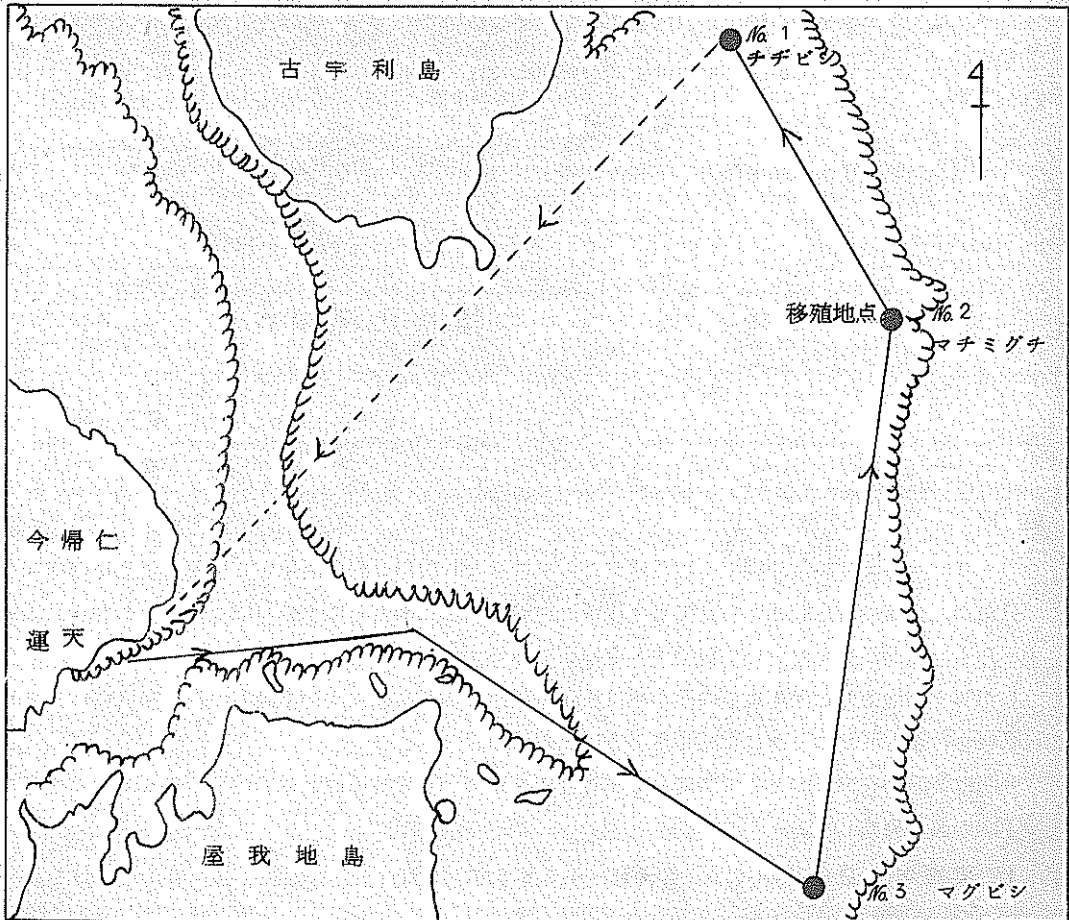 № 1
チヂビシ
古宇利島
4
移殖地点
№ 2
マチミグチ
今帰仁
運天
屋我地島
№ 3 マグビシ